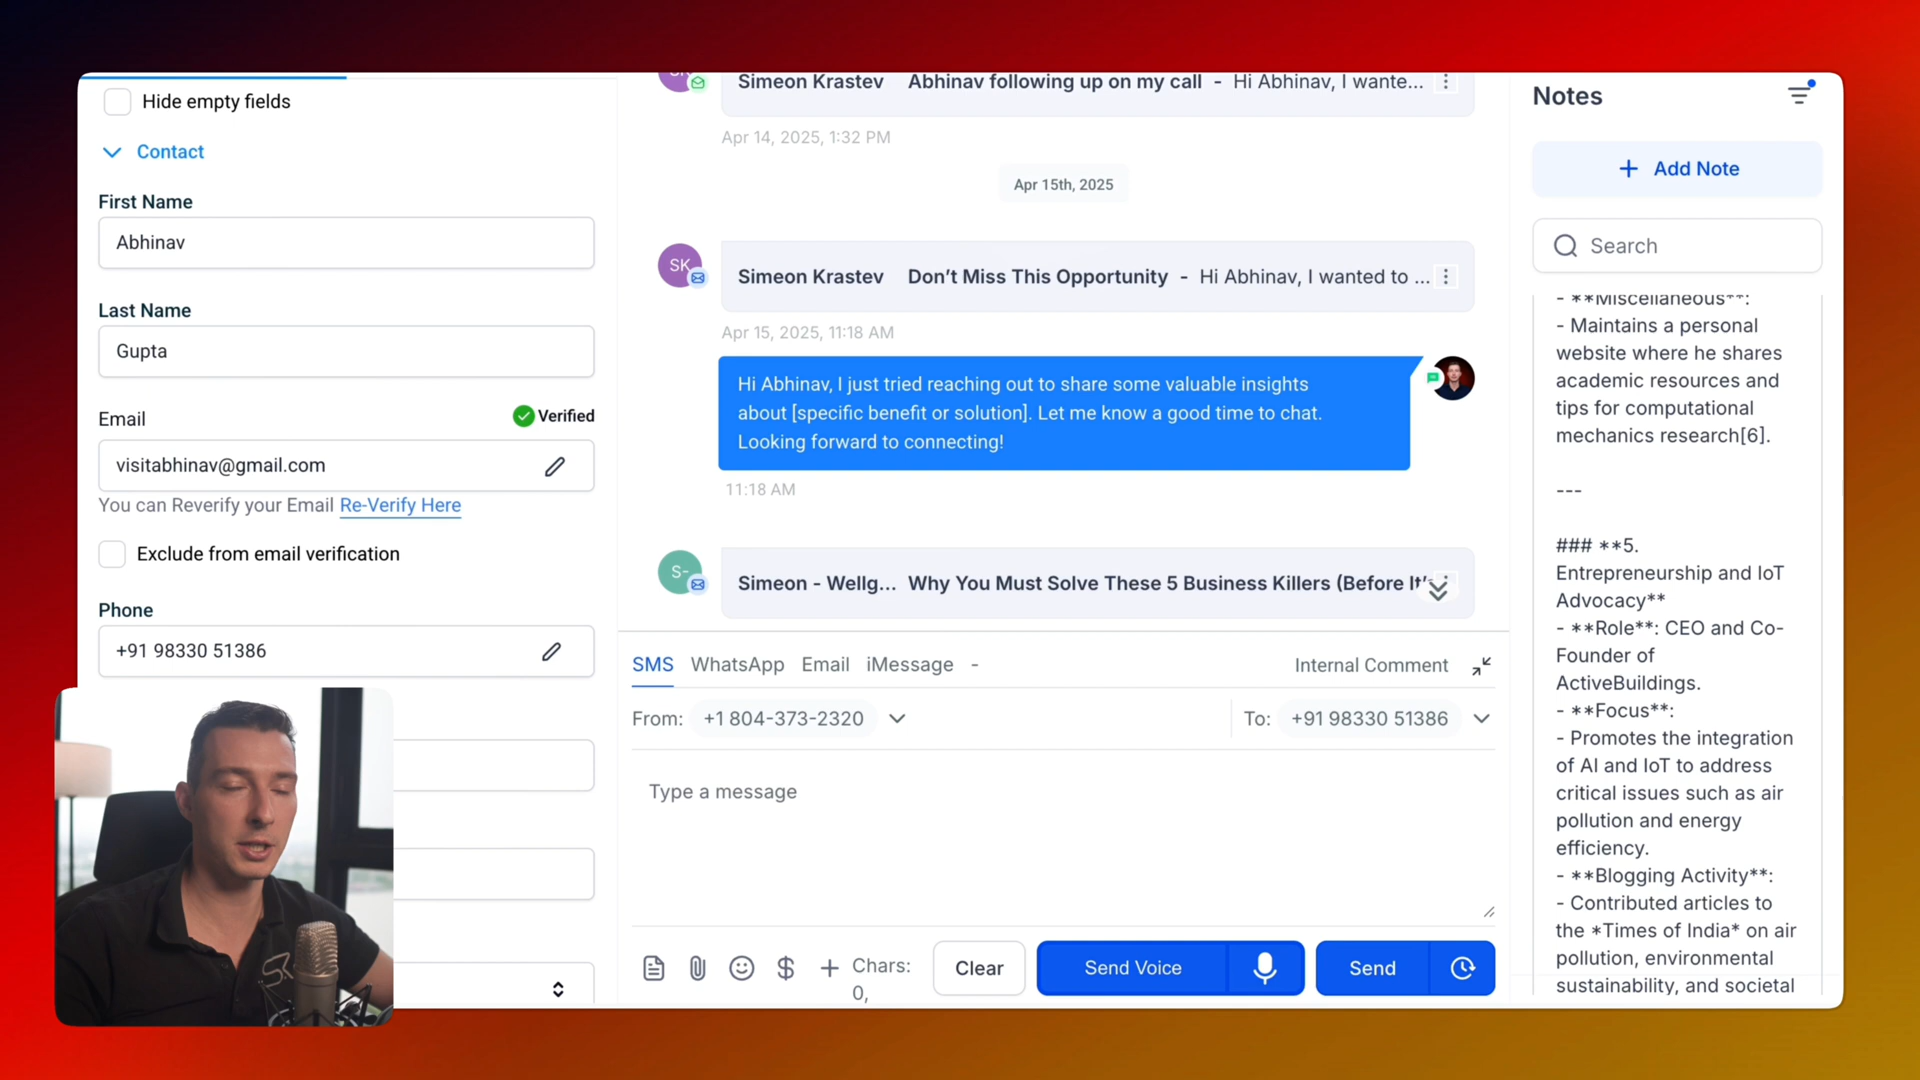 Hide empty fields
Contact
First Name
Abhinav
Last Name
Gupta
Email
Verified
visitabhinav@gmail.com
You can Reverify your Email Re-Verify Here
Exclude from email verification
Phone
+91 98330 51386
Simeon Krastev Abhinav following up on my call - Hi Abhinav, I wante...
Apr 14, 2025, 1:32 PM
Apr 15th, 2025
SK
Simeon Krastev Don't Miss This Opportunity - Hi Abhinav, I wanted to ...
Apr 15, 2025, 11:18 AM
Hi Abhinav, I just tried reaching out to share some valuable insights
about [specific benefit or solution]. Let me know a good time to chat.
Looking forward to connecting!
11:18 AM
S-
Simeon - Wellg... Why You Must Solve These 5 Business Killers (Before It'
SMS WhatsApp Email iMessage - Internal Comment
From: +1 804-373-2320 To: +91 98330 51386
Type a message
Chars:
0,
Clear
Send Voice
Send
Notes
+ Add Note
Search
- **Miscellaneous**:
- Maintains a personal
website where he shares
academic resources and
tips for computational
mechanics research[6].
---
### **5.
Entrepreneurship and IoT
Advocacy**
- **Role**: CEO and Co-
Founder of
ActiveBuildings.
- **Focus**:
- Promotes the integration
of AI and IoT to address
critical issues such as air
pollution and energy
efficiency.
- **Blogging Activity**:
- Contributed articles to
the *Times of India* on air
pollution, environmental
sustainability, and societal